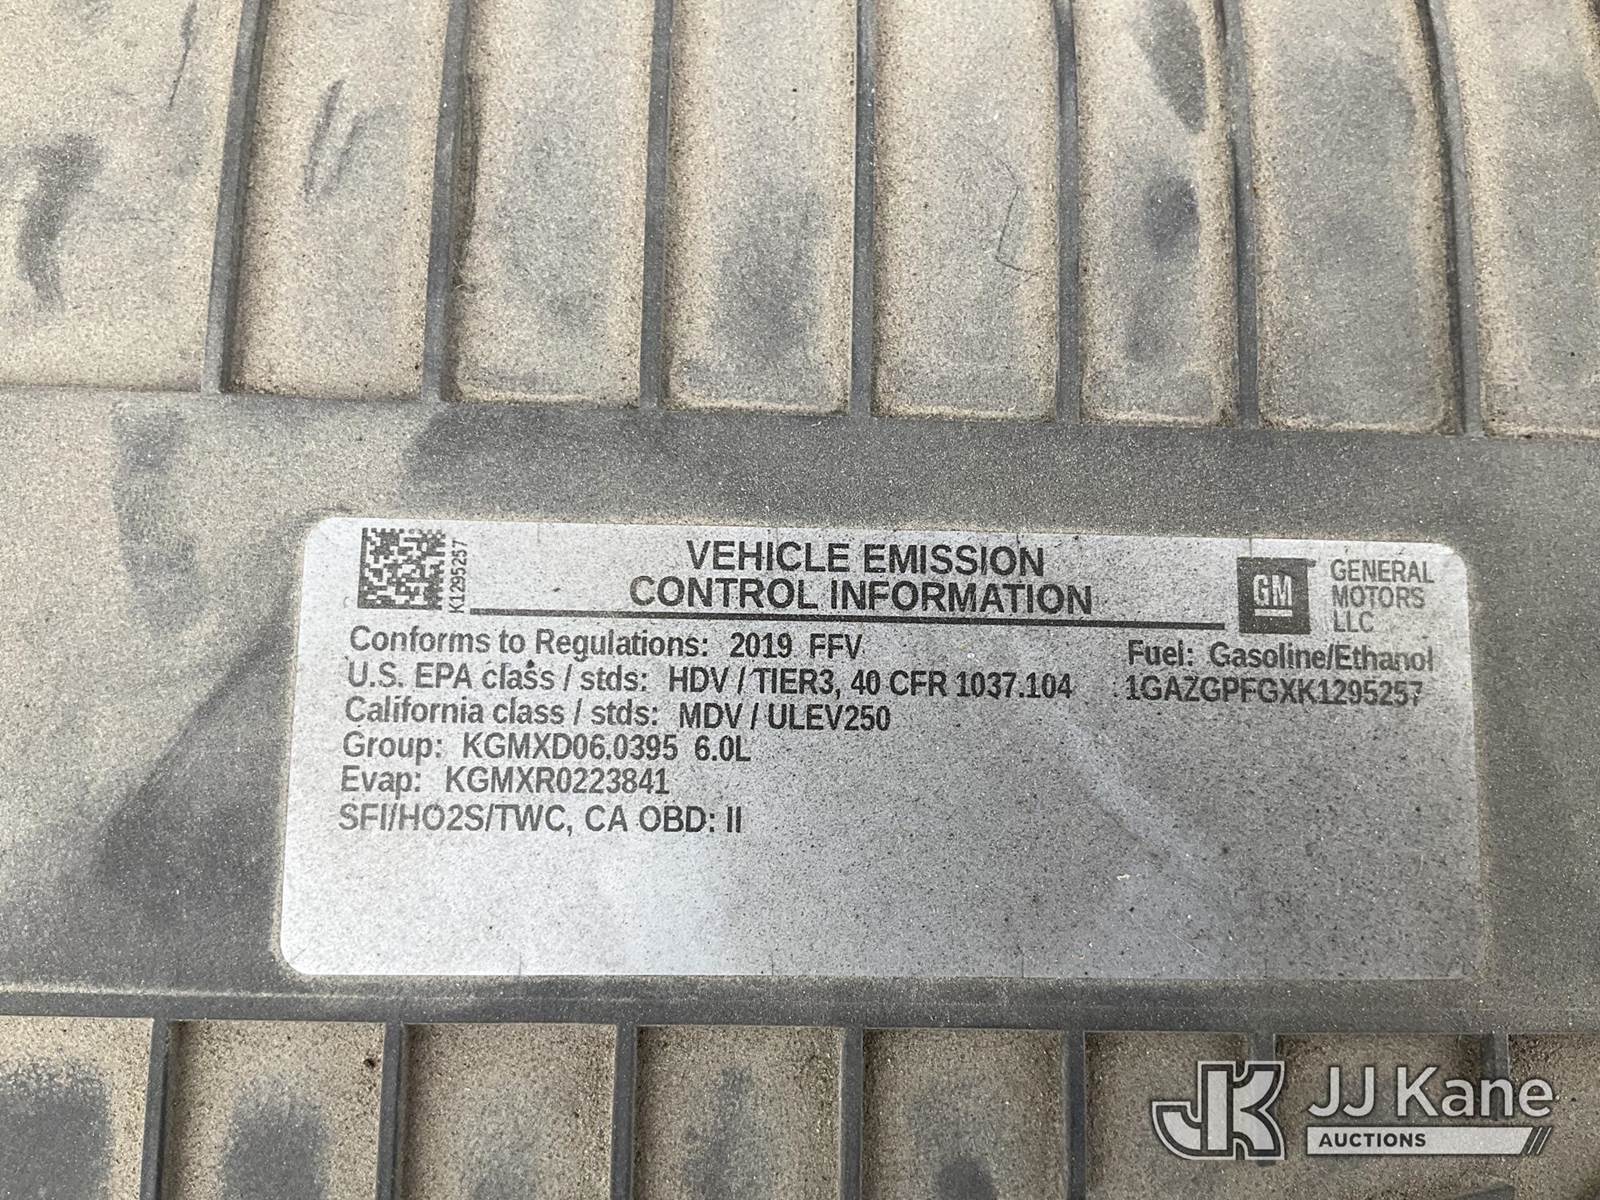 K1295257
VEHICLE EMISSION
CONTROL INFORMATION
GM
GENERAL
MOTORS
LLC
Conforms to Regulations: 2019 FFV
Fuel: Gasoline/Ethanol
U.S. EPA class / stds: HDV / TIER3, 40 CFR 1037.104
1GAZGPFGXK1295257
California class / stds: MDV / ULEV250
Group: KGMXD06.0395 6.0L
Evap: KGMXR0223841
SFI/HO2S/TWC, CA OBD: II
JK JJ Kane
AUCTIONS